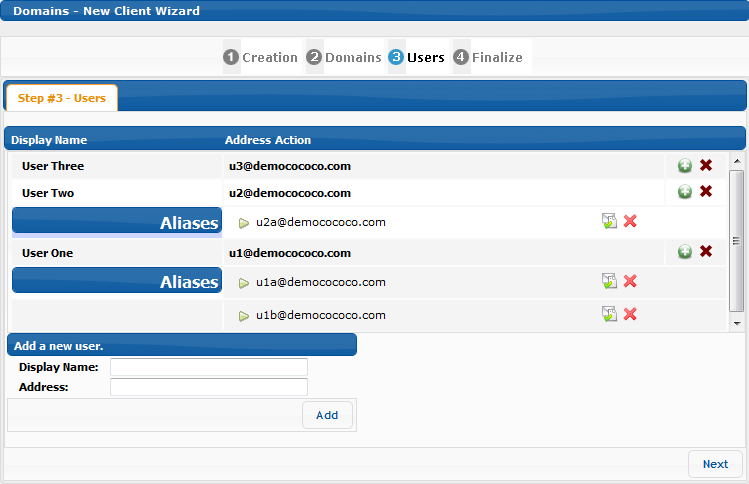 Domains - New Client Wizard
1 Creation 2 Domains 3 Users 4 Finalize
Step #3 - Users
Display Name Address Action
User Three u3@democococo.com
User Two u2@democococo.com
Aliases u2a@democococo.com
User One u1@democococo.com
Aliases u1a@democococo.com
u1b@democococo.com
Add a new user.
Display Name:
Address:
Add
Next